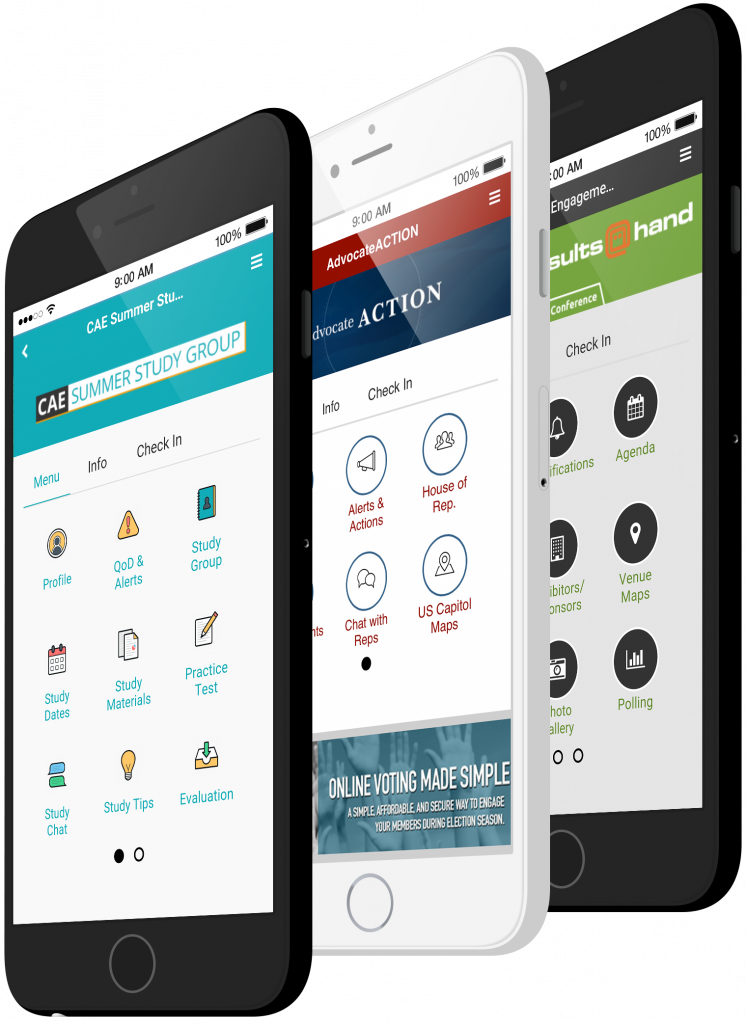 9:00 AM
100%
CAE Summer Stu...
CAE SUMMER STUDY GROUP
Menu
Info
Check In
Profile
QoD &
Alerts
Study
Group
Study
Dates
Study
Materials
Practice
Test
Study
Chat
Study Tips
Evaluation
9:00 AM
100%
AdvocateACTION
dvocate ACTION
Info
Check In
Alerts &
Actions
House of
Rep.
nts
Chat with
Reps
US Capitol
Maps
ONLINE VOTING MADE SIMPLE
A SIMPLE, AFFORDABLE, AND SECURE WAY TO ENGAGE
YOUR MEMBERS DURING ELECTION SEASON.
:00 AM
100%
Engageme...
sults @ hand
Conference
Check In
ifications
Agenda
ibitors/
onsors
Venue
Maps
hoto
allery
Polling